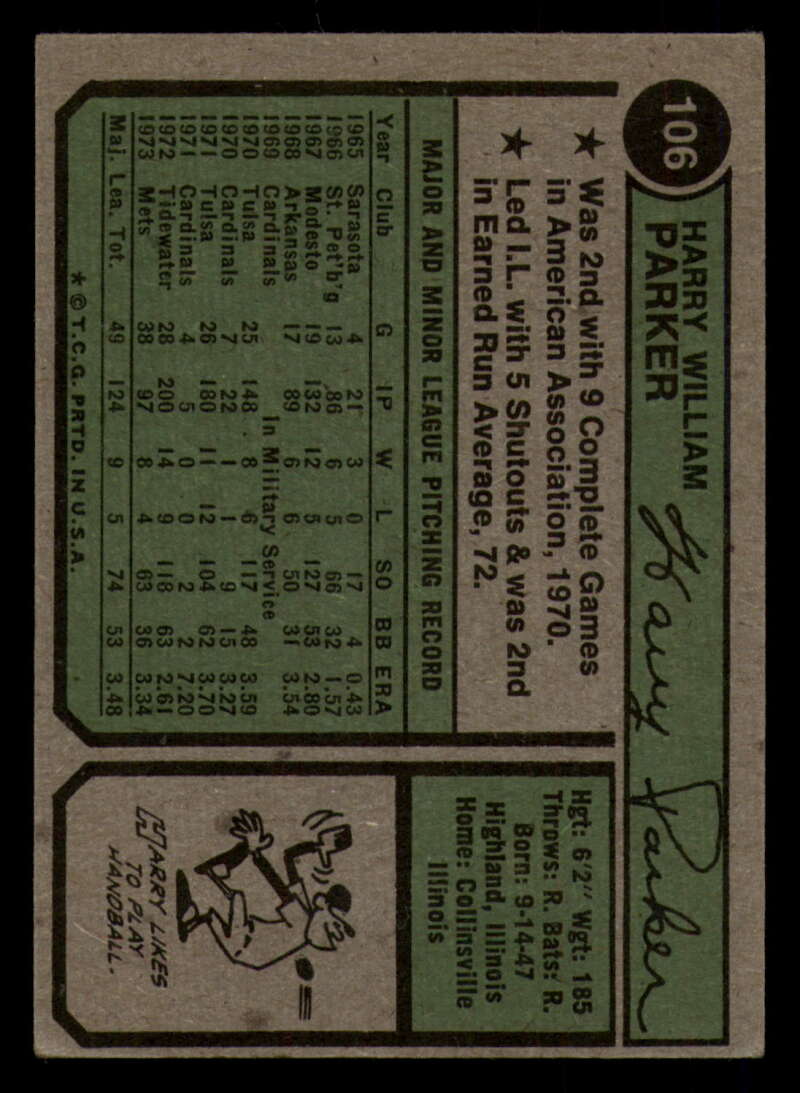 106
HARRY WILLIAM
PARKER
Harry Parker
★ Was 2nd with 9 Complete Games
in American Association, 1970.
★ Led I.L. with 5 Shutouts & was 2nd
in Earned Run Average, 72.
MAJOR AND MINOR LEAGUE PITCHING RECORD
Year Club G IP W L SO BB ERA
1965 Sarasota 4 21 3 0 17 4 0.43
1966 St. Pet'b'g 13 86 6 5 66 32 1.57
1967 Modesto 19 132 12 5 127 53 2.80
1968 Arkansas 17 89 6 6 50 31 3.54
1969 Cardinals In Military Service
1970 Tulsa 25 148 8 6 117 48 3.59
1970 Cardinals 7 22 1 1 9 15 3.27
1971 Tulsa 26 180 11 12 104 62 3.70
1971 Cardinals 4 5 0 0 2 2 7.20
1972 Tidewater 28 200 14 9 118 63 2.61
1973 Mets 38 97 8 4 63 36 3.34
Maj. Lea. Tot. 49 124 9 5 74 53 3.48
* © T.C.G. PRTD. IN U.S.A.
Hgt: 6'2" Wgt: 185
Throws: R. Bats: R.
Born: 9-14-47
Highland, Illinois
Home: Collinsville
Illinois
HARRY LIKES
TO PLAY
HANDBALL.